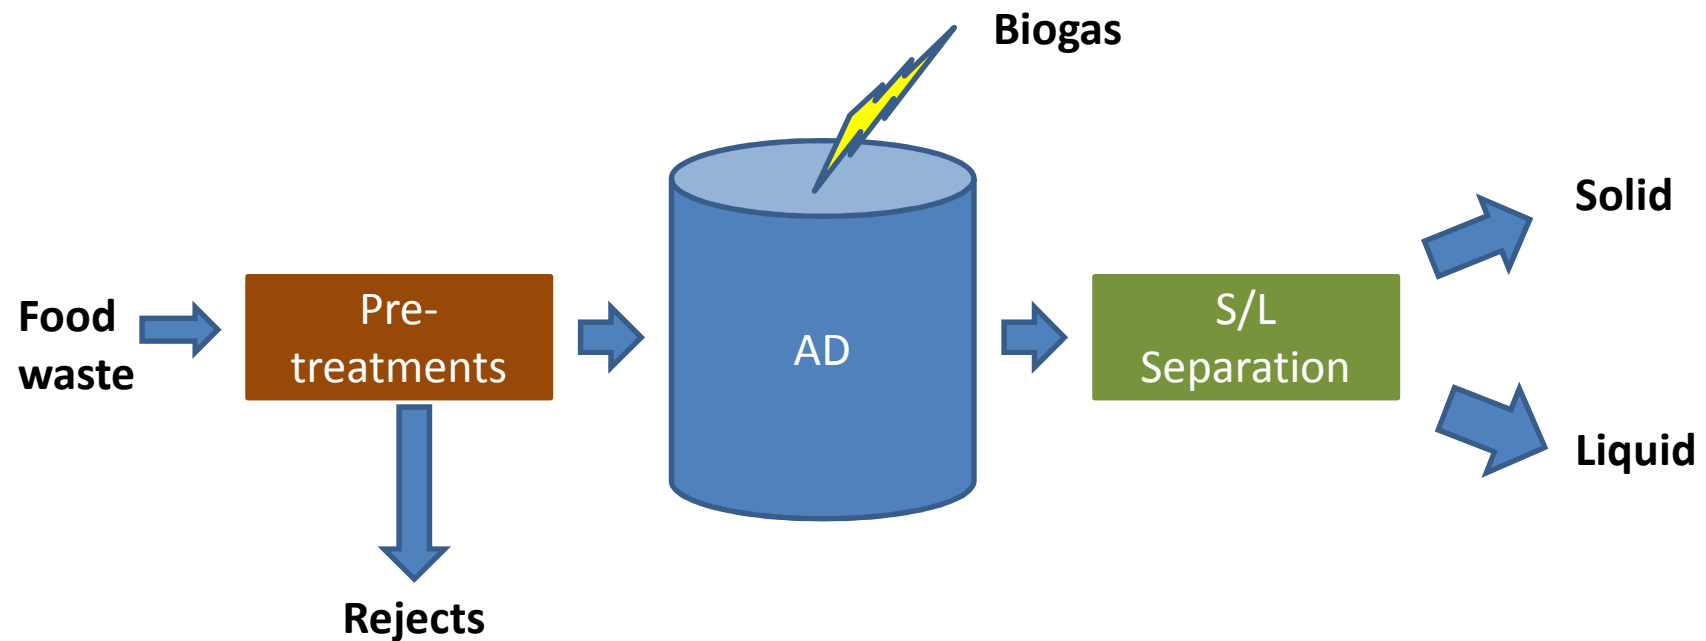 Biogas
Solid
Food
waste
Pre-
treatments
AD
S/L
Separation
Liquid
Rejects